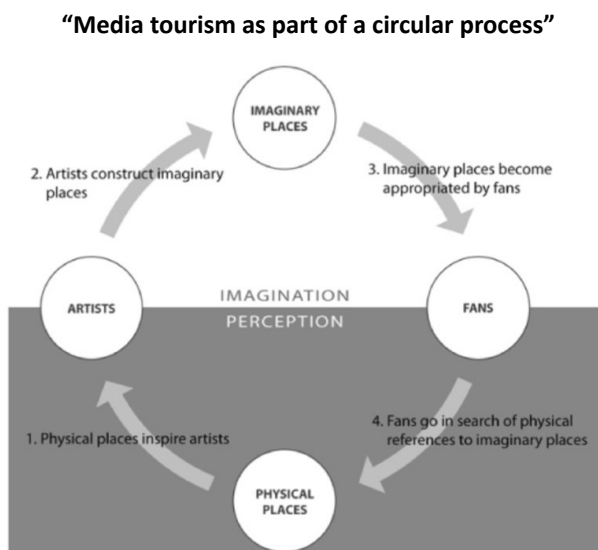 “Media tourism as part of a circular process”
IMAGINARY
PLACES
2. Artists construct imaginary
places
3. Imaginary places become
appropriated by fans
ARTISTS
IMAGINATION
PERCEPTION
FANS
1. Physical places inspire artists
4. Fans go in search of physical
references to imaginary places
PHYSICAL
PLACES